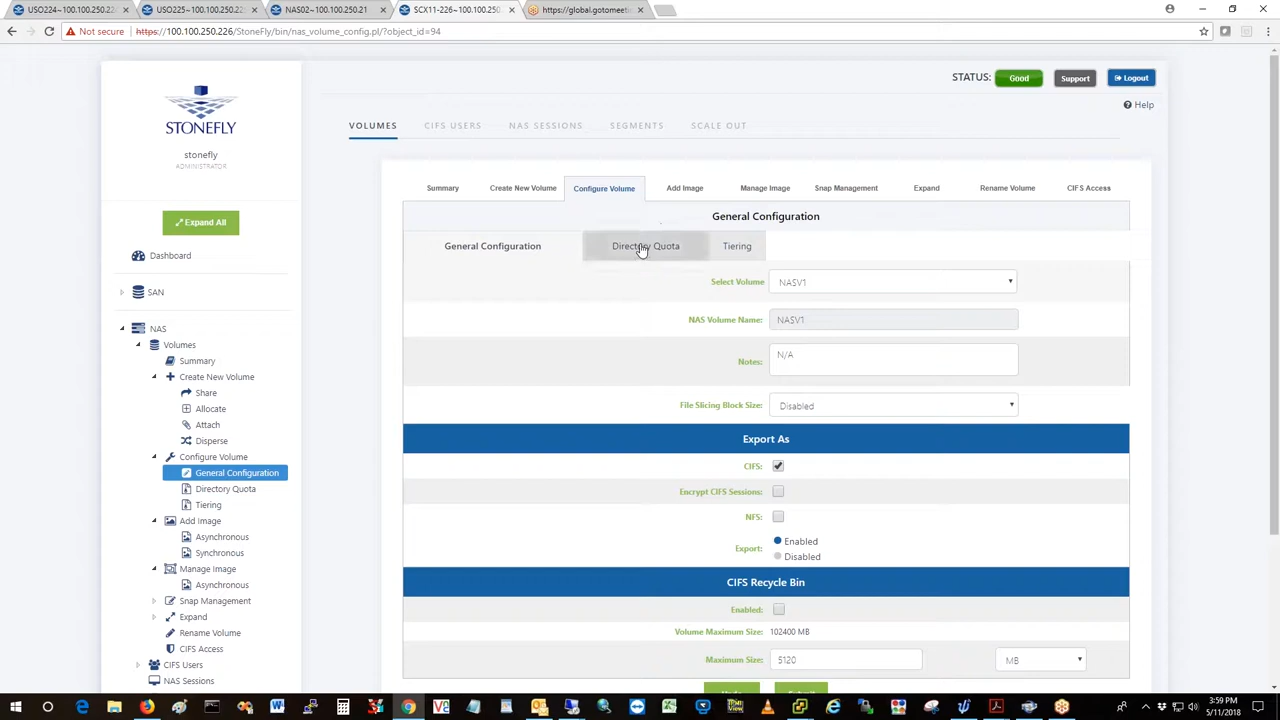 USO224~ 100.100.250.22
USO225~ 100.100.250.22
NAS02~100.100.250.21
SCX11-226~100.100.250.
https://global.gotomeetin
Not secure https://100.100.250.226/StoneFly/bin/nas_volume_config.pl/?object_id=94
STATUS: Good Support Logout
Help
STONEFLY
stonefly
ADMINISTRATOR
Expand All
Dashboard
SAN
NAS
Volumes
Summary
Create New Volume
Share
Allocate
Attach
Disperse
Configure Volume
General Configuration
Directory Quota
Tiering
Add Image
Asynchronous
Synchronous
Manage Image
Asynchronous
Snap Management
Expand
Rename Volume
CIFS Access
CIFS Users
NAS Sessions
VOLUMES CIFS USERS NAS SESSIONS SEGMENTS SCALE OUT
Summary Create New Volume Configure Volume Add Image Manage Image Snap Management Expand Rename Volume CIFS Access
General Configuration
General Configuration Directory Quota Tiering
Select Volume NASV1
NAS Volume Name: NASV1
Notes: N/A
File Slicing Block Size: Disabled
Export As
CIFS:
Encrypt CIFS Sessions:
NFS:
Export: Enabled
Disabled
CIFS Recycle Bin
Enabled:
Volume Maximum Size: 102400 MB
Maximum Size: 5120 MB
Undo Submit
3:59 PM
5/11/2018